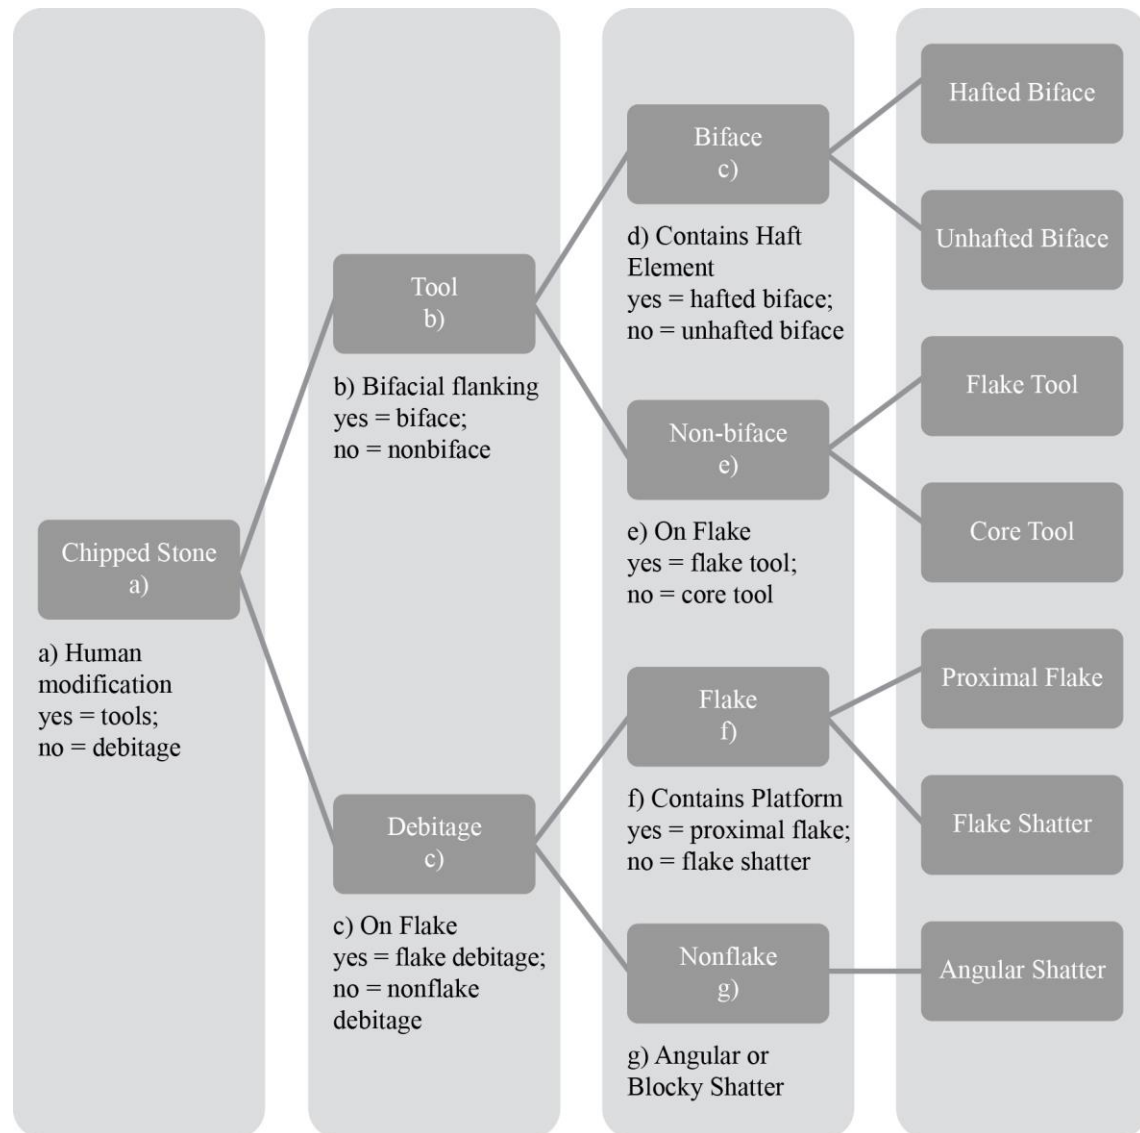 Chipped Stone
a)
a) Human
modification
yes = tools;
no = debitage
Tool
b)
b) Bifacial flanking
yes = biface;
no = nonbiface
Debitage
c)
c) On Flake
yes = flake debitage;
no = nonflake
debitage
Biface
c)
d) Contains Haft
Element
yes = hafted biface;
no = unhafted biface
Non-biface
e)
e) On Flake
yes = flake tool;
no = core tool
Flake
f)
f) Contains Platform
yes = proximal flake;
no = flake shatter
Nonflake
g)
g) Angular or
Blocky Shatter
Hafted Biface
Unhafted Biface
Flake Tool
Core Tool
Proximal Flake
Flake Shatter
Angular Shatter